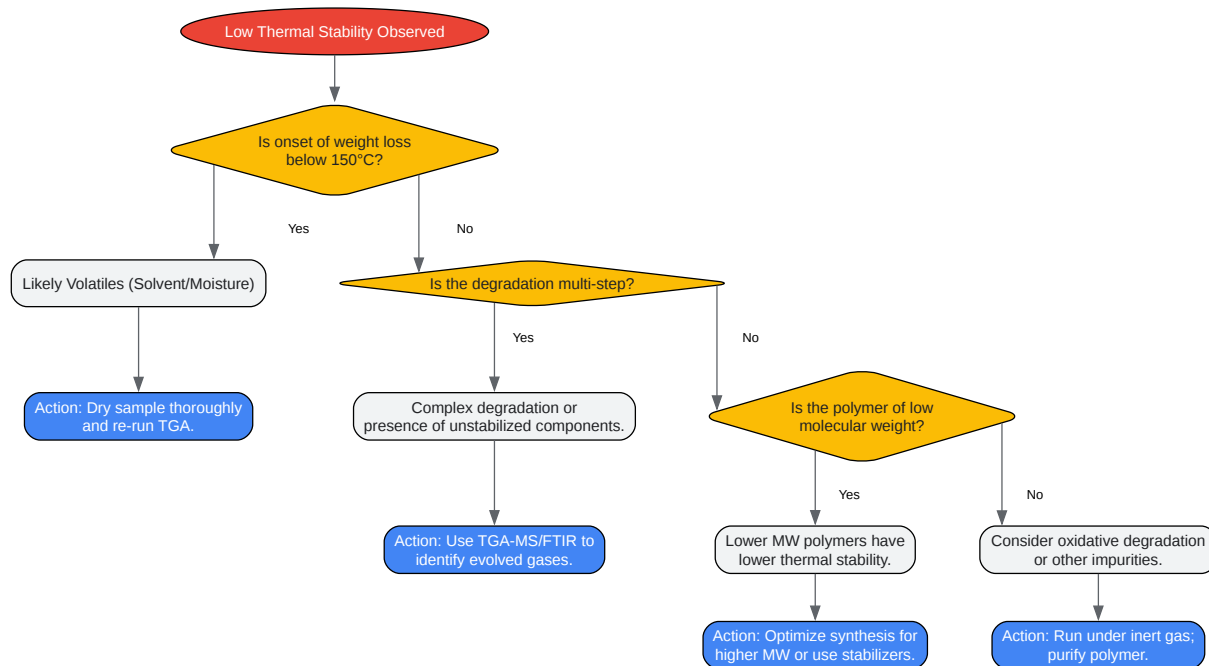 Low Thermal Stability Observed
Is onset of weight loss
below 150°C?
Yes
No
Likely Volatiles (Solvent/Moisture)
Is the degradation multi-step?
Yes
No
Action: Dry sample thoroughly
and re-run TGA.
Complex degradation or
presence of unstabilized components.
Is the polymer of low
molecular weight?
Yes
No
Action: Use TGA-MS/FTIR to
identify evolved gases.
Lower MW polymers have
lower thermal stability.
Consider oxidative degradation
or other impurities.
Action: Optimize synthesis for
higher MW or use stabilizers.
Action: Run under inert gas;
purify polymer.